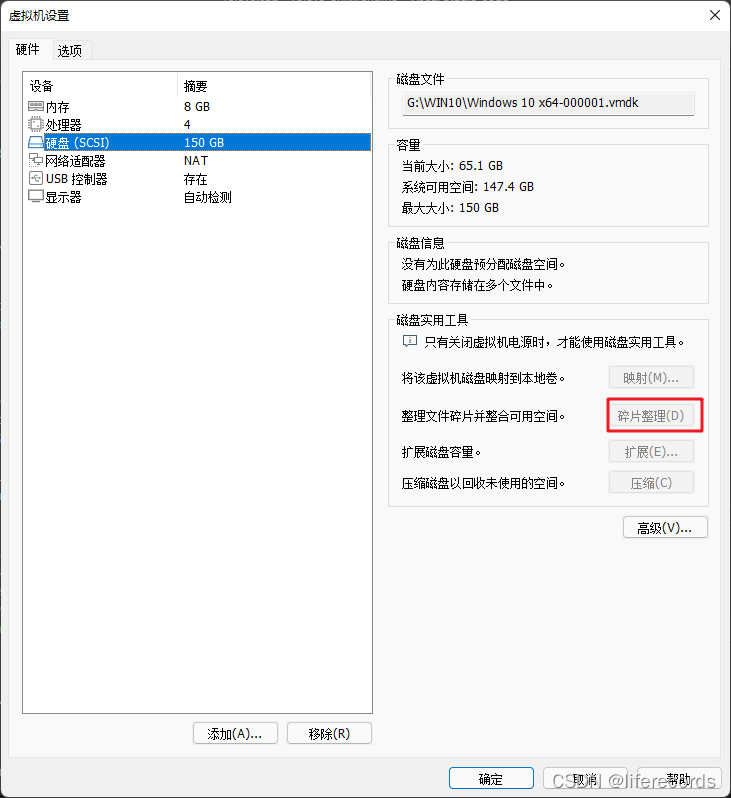 虚拟机设置
硬件 选项
设备 摘要
内存 8 GB
处理器 4
硬盘 (SCSI) 150 GB
网络适配器 NAT
USB 控制器 存在
显示器 自动检测
添加(A)... 移除(R)
磁盘文件
G:\WIN10\Windows 10 x64-000001.vmdk
容量
当前大小: 65.1 GB
系统可用空间: 147.4 GB
最大大小: 150 GB
磁盘信息
没有为此硬盘预分配磁盘空间。
硬盘内容存储在多个文件中。
磁盘实用工具
只有关闭虚拟机电源时，才能使用磁盘实用工具。
将该虚拟机磁盘映射到本地卷。 映射(M)...
整理文件碎片并整合可用空间。 碎片整理(D)
扩展磁盘容量。 扩展(E)...
压缩磁盘以回收未使用的空间。 压缩(C)
高级(V)...
确定 取消 帮助
CSDN @liferecords